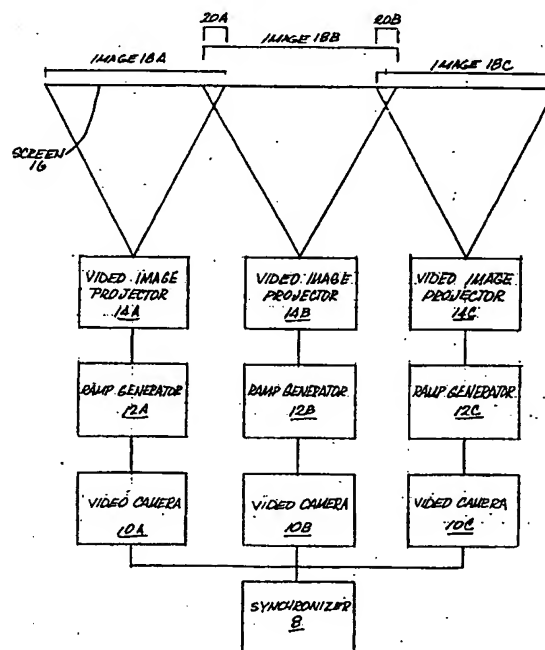 20A 20B
IMAGE 18B
IMAGE 18A IMAGE 18C
SCREEN
16
VIDEO IMAGE VIDEO IMAGE VIDEO IMAGE
PROJECTOR PROJECTOR PROJECTOR
14A 14B 14C
RAMP GENERATOR RAMP GENERATOR RAMP GENERATOR
12A 12B 12C
VIDEO CAMERA VIDEO CAMERA VIDEO CAMERA
10A 10B 10C
SYNCHRONIZER
8